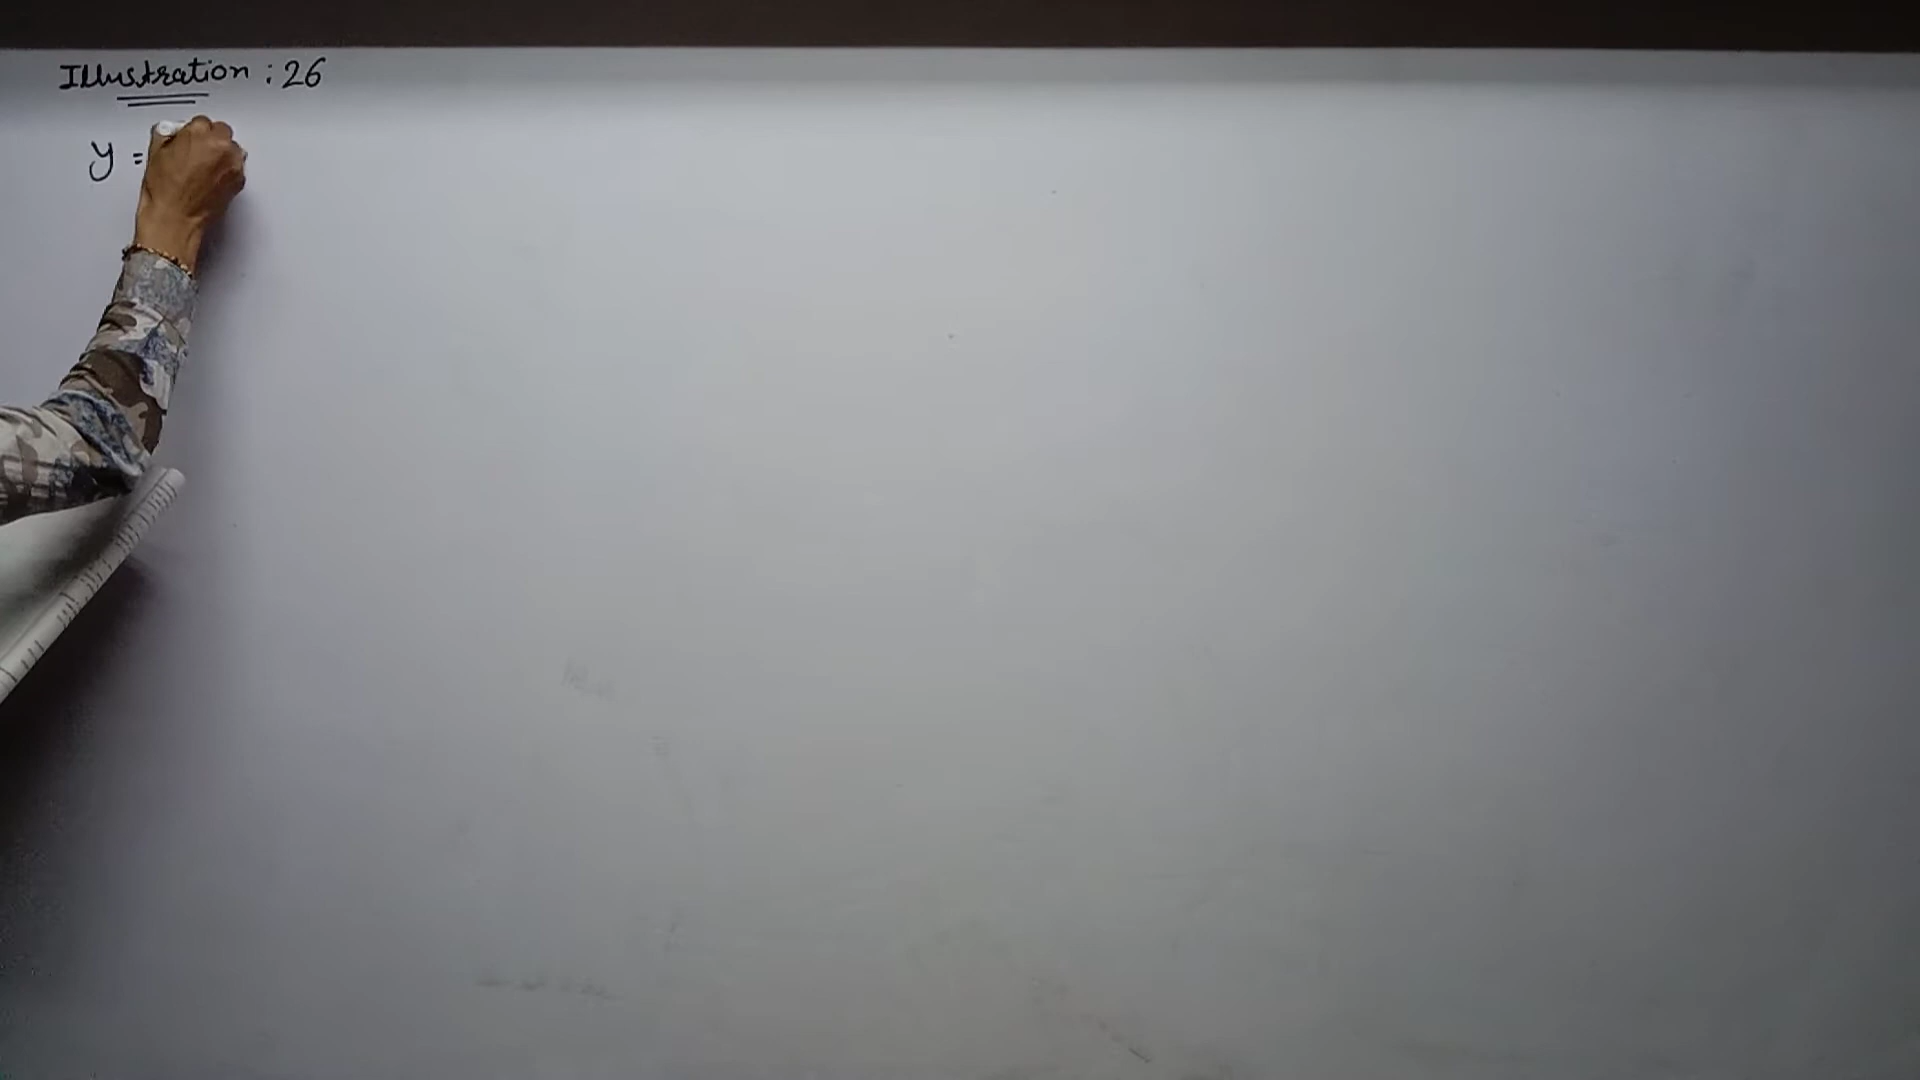 Illustration : 26
y =